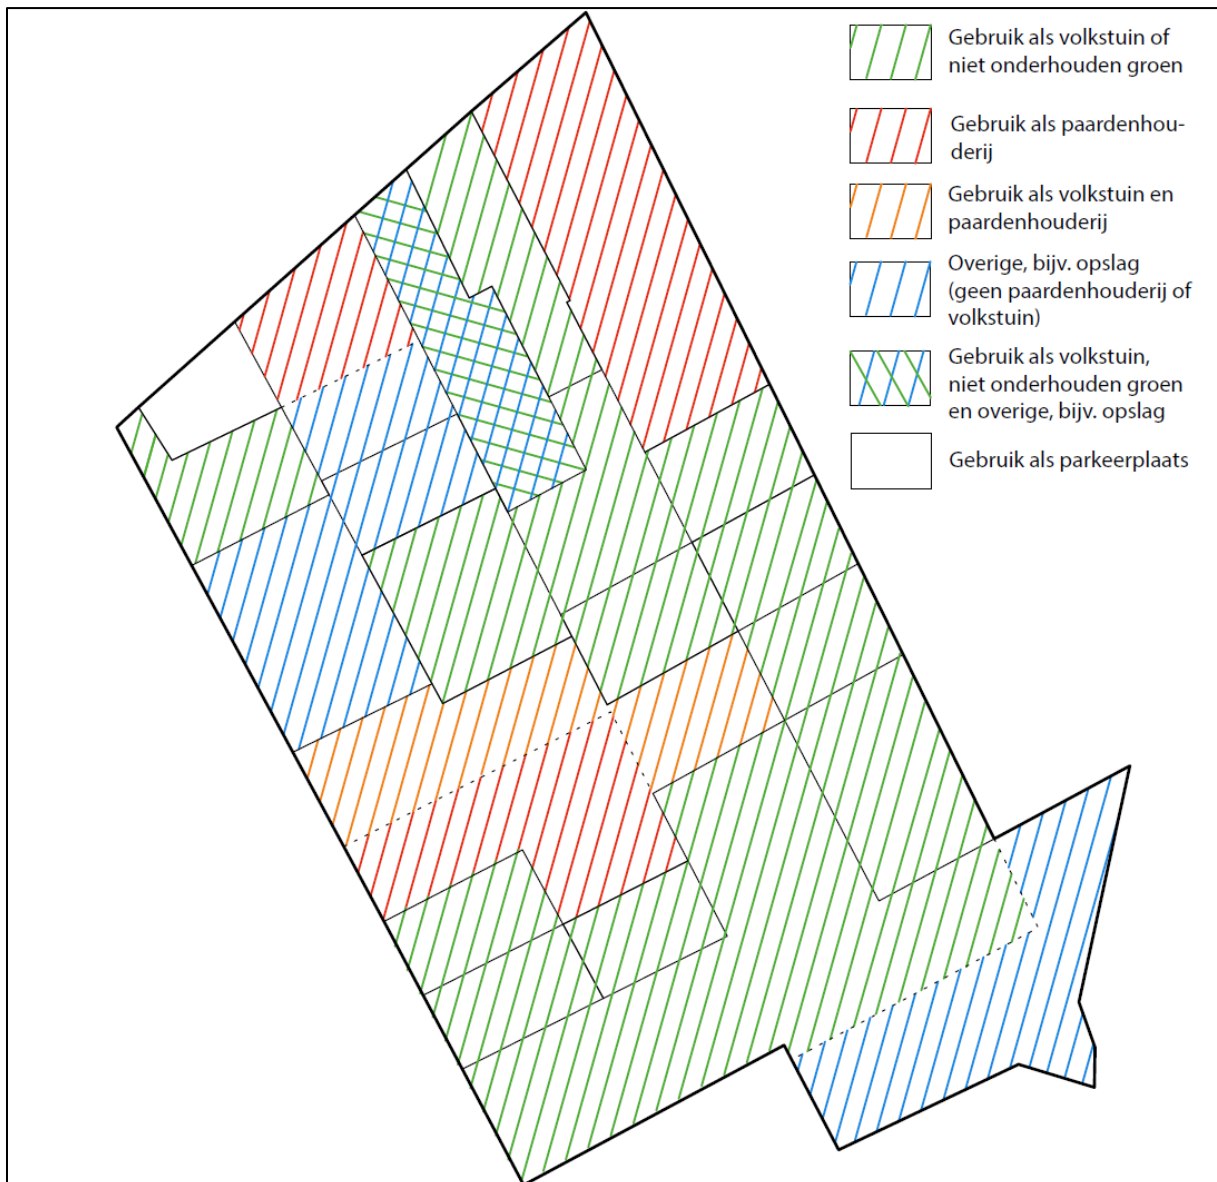 Gebruik als volkstuin of
niet onderhouden groen
Gebruik als paardenhou-
derij
Gebruik als volkstuin en
paardenhouderij
Overige, bijv. opslag
(geen paardenhouderij of
volkstuin)
Gebruik als volkstuin,
niet onderhouden groen
en overige, bijv. opslag
Gebruik als parkeerplaats